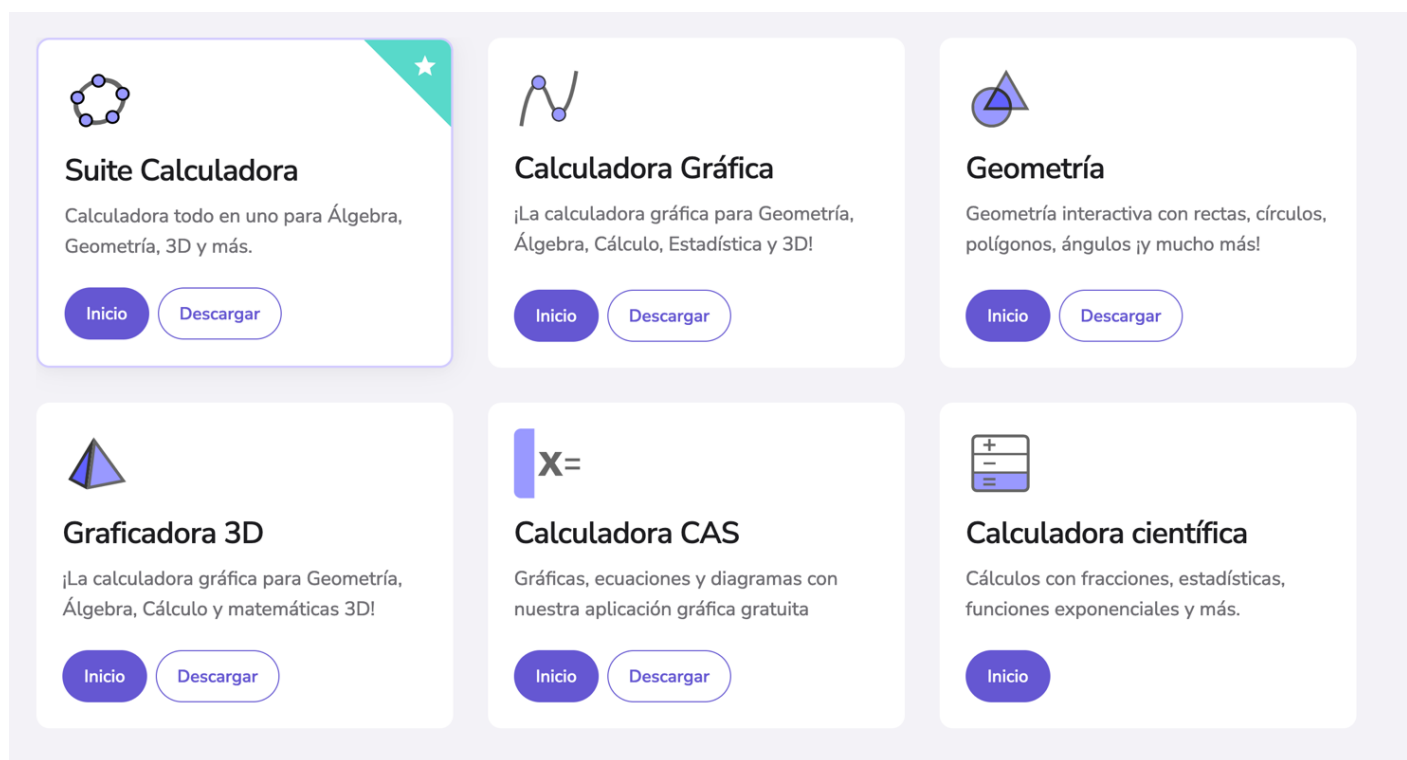 Suite Calculadora
Calculadora todo en uno para Álgebra,
Geometría, 3D y más.
Inicio
Descargar
Calculadora Gráfica
¡La calculadora gráfica para Geometría,
Álgebra, Cálculo, Estadística y 3D!
Inicio
Descargar
Geometría
Geometría interactiva con rectas, círculos,
polígonos, ángulos ¡y mucho más!
Inicio
Descargar
Graficadora 3D
¡La calculadora gráfica para Geometría,
Álgebra, Cálculo y matemáticas 3D!
Inicio
Descargar
x=
Calculadora CAS
Gráficas, ecuaciones y diagramas con
nuestra aplicación gráfica gratuita
Inicio
Descargar
+
−
=
Calculadora científica
Cálculos con fracciones, estadísticas,
funciones exponenciales y más.
Inicio